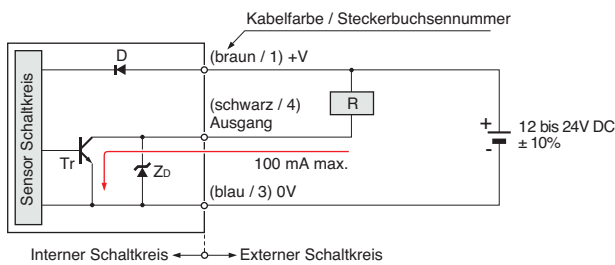 Kabelfarbe / Steckerbuchsennummer
D
(braun / 1) +V
(schwarz / 4)
Ausgang
R
Sensor Schaltkreis
Tr
ZD
100 mA max.
+
-
12 bis 24V DC
± 10%
(blau / 3) 0V
Interner Schaltkreis
Externer Schaltkreis